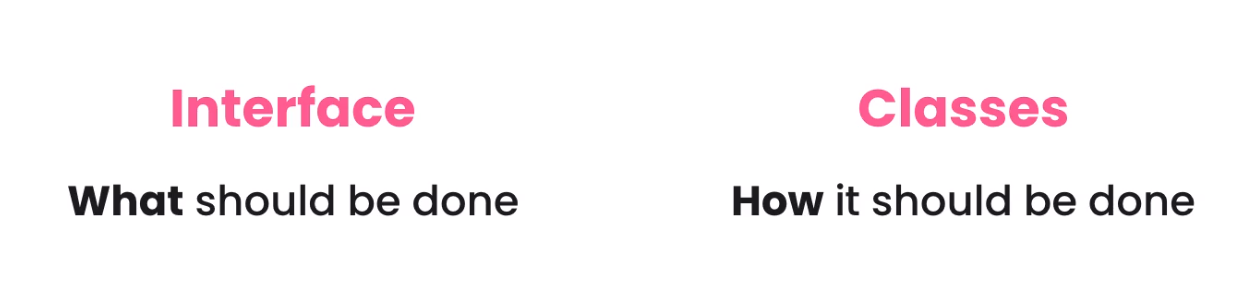 Interface
Classes
What should be done
How it should be done